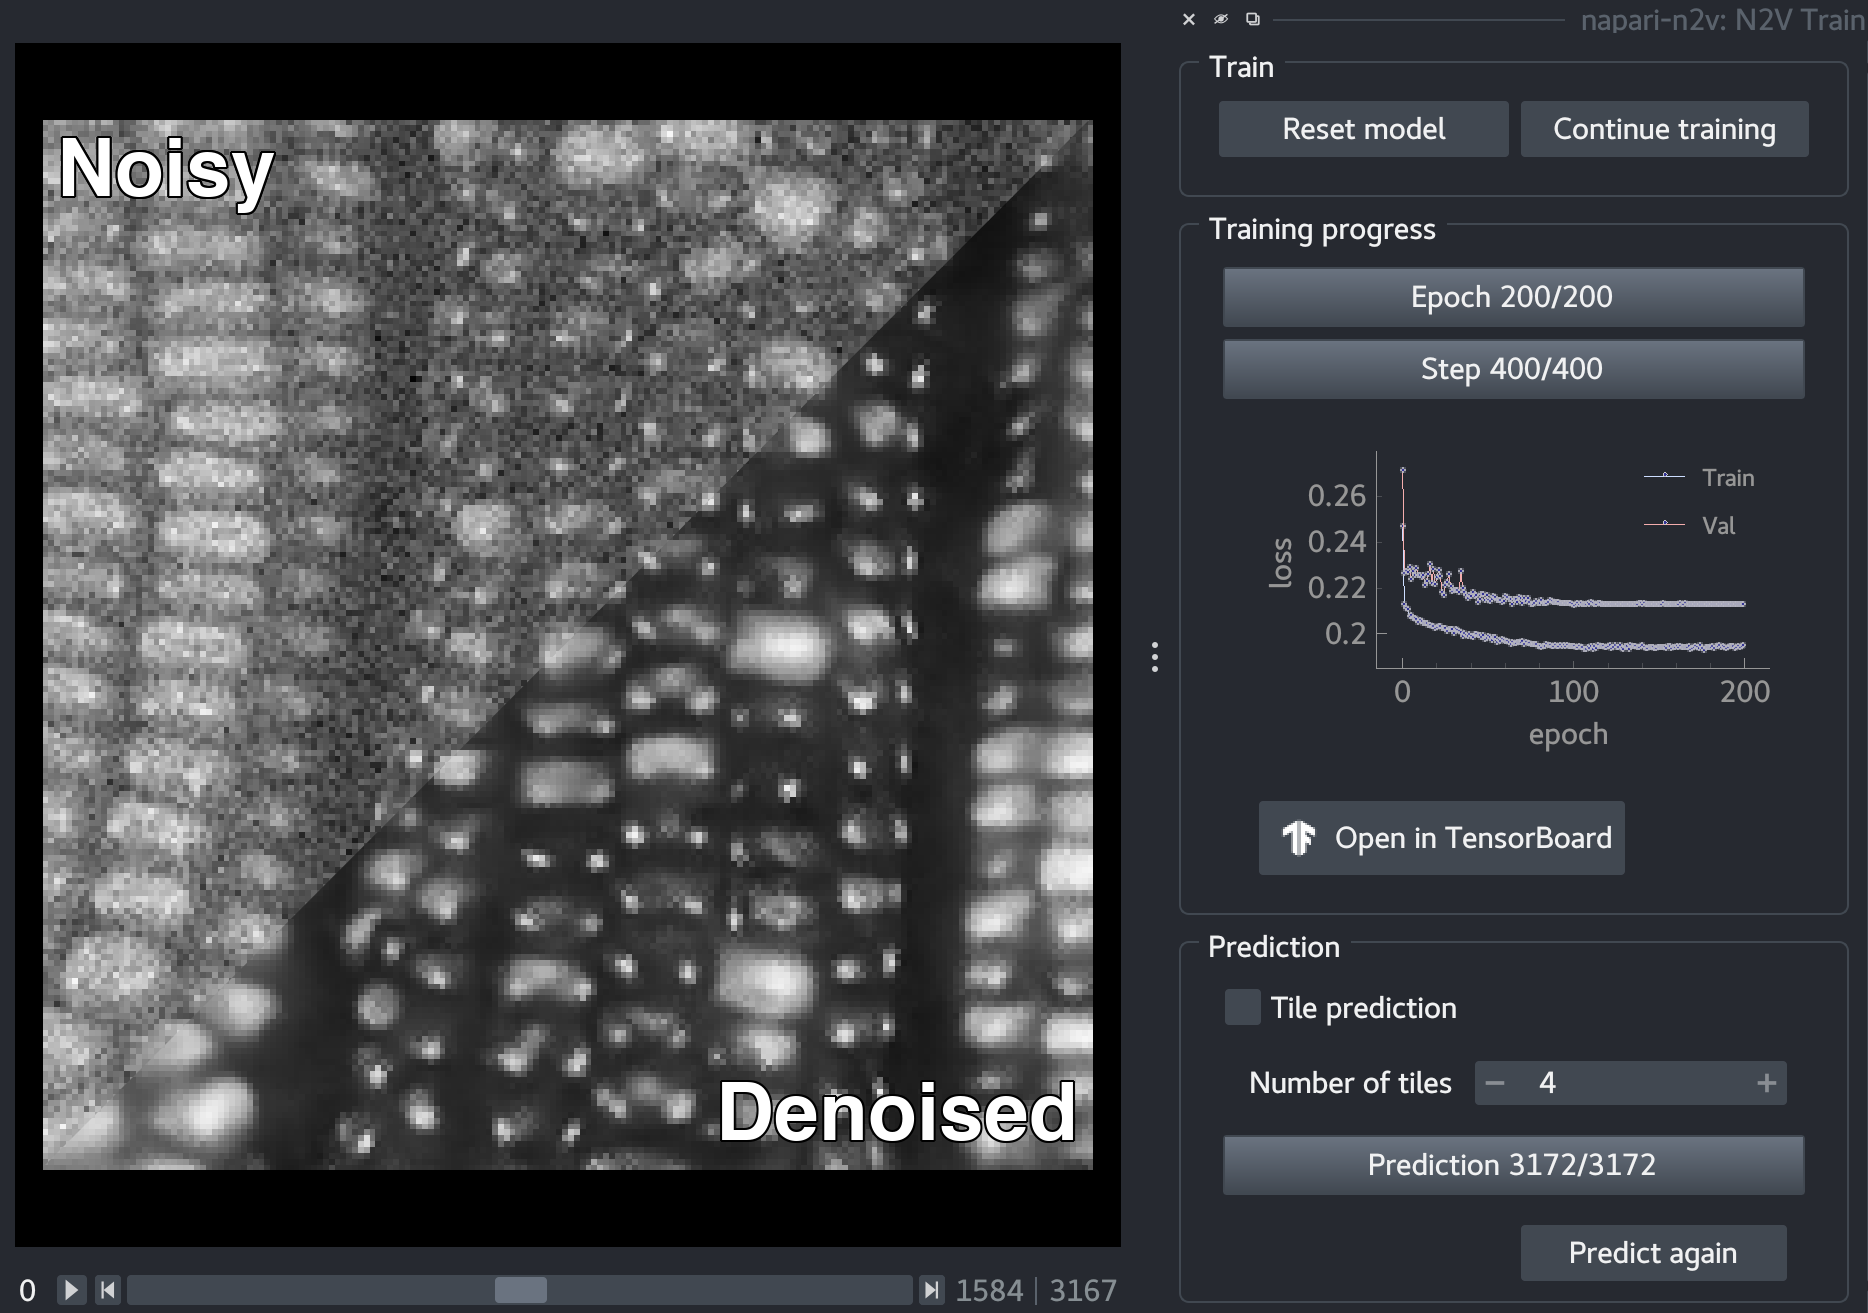 napari-n2v: N2V Train
Noisy
Denoised
0
1584 | 3167
Train
Reset model
Continue training
Training progress
Epoch 200/200
Step 400/400
loss
0.26
0.24
0.22
0.2
Train
Val
0
100
200
epoch
Open in TensorBoard
Prediction
Tile prediction
Number of tiles
− 4 +
Prediction 3172/3172
Predict again